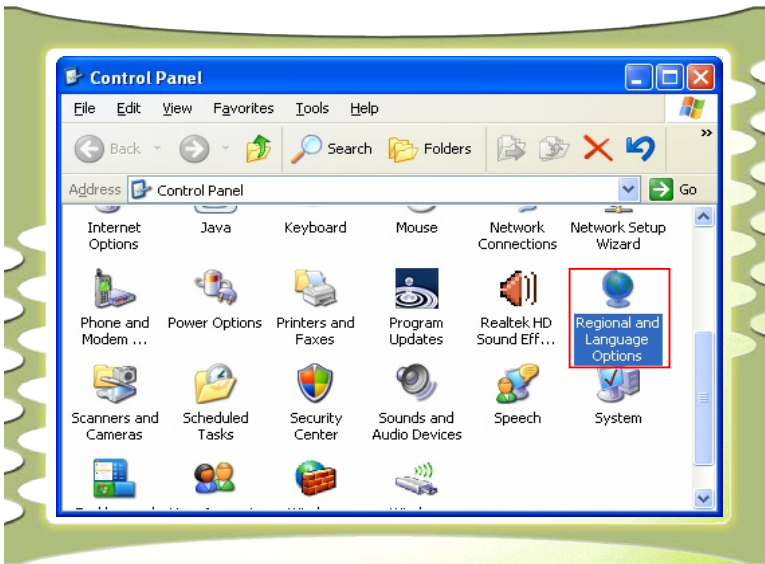 Control Panel
File Edit View Favorites Tools Help
Back Search Folders »
Address Control Panel Go
Internet Options
Java
Keyboard
Mouse
Network Connections
Network Setup Wizard
Phone and Modem ...
Power Options
Printers and Faxes
Program Updates
Realtek HD Sound Eff...
Regional and Language Options
Scanners and Cameras
Scheduled Tasks
Security Center
Sounds and Audio Devices
Speech
System